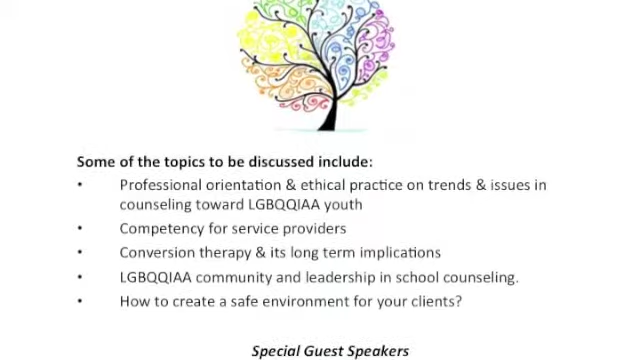 Some of the topics to be discussed include:
• Professional orientation & ethical practice on trends & issues in
counseling toward LGBQQIAA youth
• Competency for service providers
• Conversion therapy & its long term implications
• LGBQQIAA community and leadership in school counseling.
• How to create a safe environment for your clients?
Special Guest Speakers